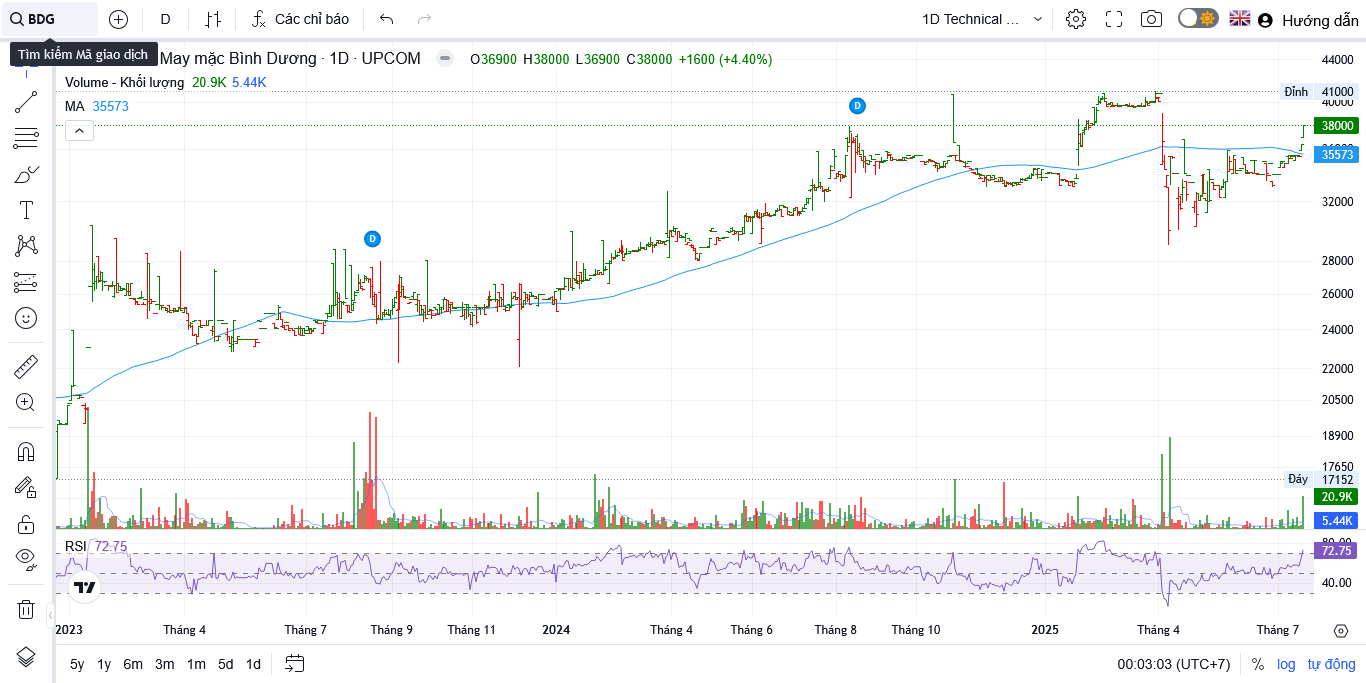 BDG
D
Các chỉ báo
1D Technical ...
Hướng dẫn
Tìm kiếm Mã giao dịch
May mặc Bình Dương · 1D · UPCOM
O36900 H38000 L36900 C38000 +1600 (+4.40%)
Volume - Khối lượng 20.9K 5.44K
MA 35573
D
D
44000
Đỉnh 41000
40000
38000
36000
35573
32000
28000
26000
24000
22000
20500
18900
17650
Đáy 17152
20.9K
5.44K
RSI 72.75
80.00
72.75
40.00
2023 Tháng 4 Tháng 7 Tháng 9 Tháng 11 2024 Tháng 4 Tháng 6 Tháng 8 Tháng 10 2025 Tháng 4 Tháng 7
5y 1y 6m 3m 1m 5d 1d
00:03:03 (UTC+7) % log tự động